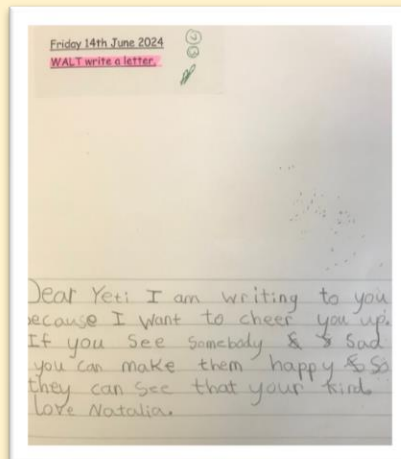 Friday 14th June 2024
WALT write a letter.
Dear Yeti I am writing to you
because I want to cheer you up.
If you see somebody Sad
you can make them happy So
they can see that your kind
Love Natalia.